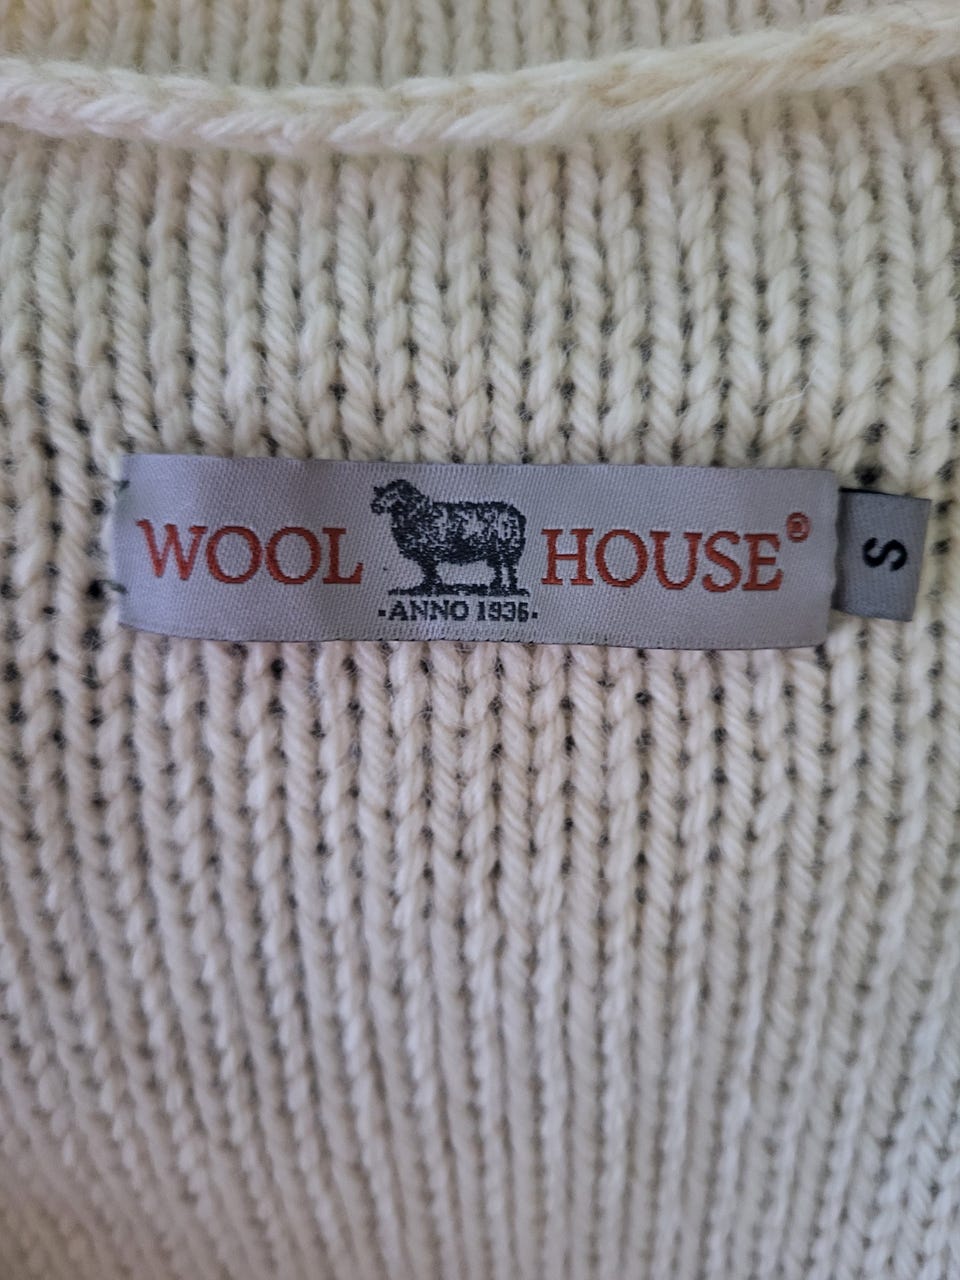 WOOL HOUSE®
·ANNO 1936·
S